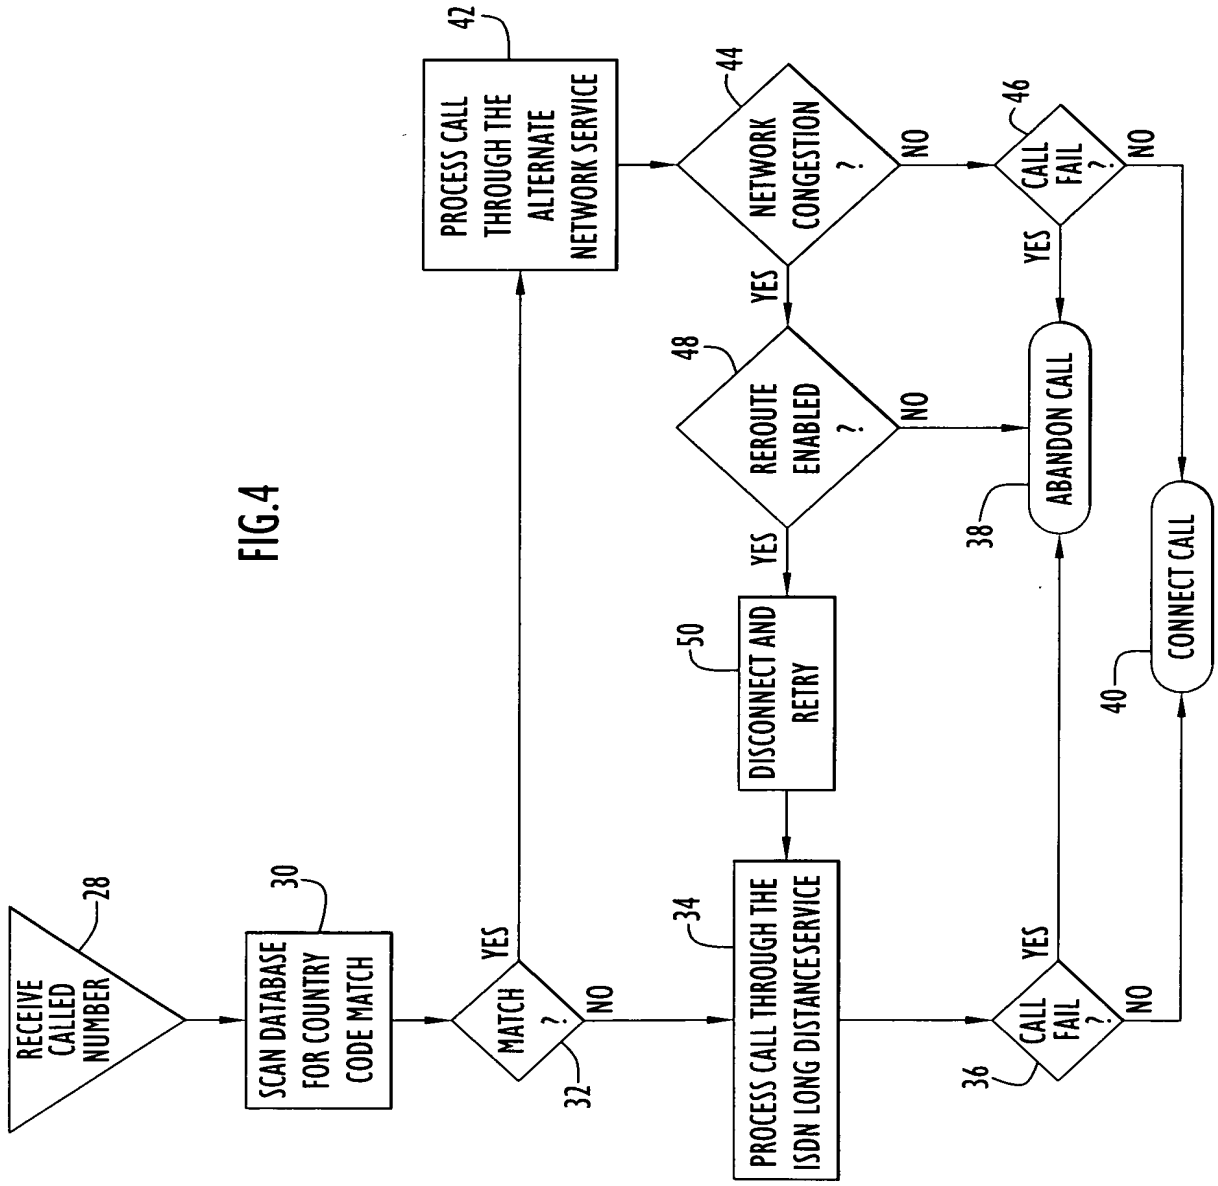 RECEIVE
CALLED
NUMBER
28
SCAN DATABASE
FOR COUNTRY
CODE MATCH
30
MATCH
?
32
YES
NO
PROCESS CALL
THROUGH THE
ALTERNATE
NETWORK SERVICE
42
NETWORK
CONGESTION
?
44
YES
NO
CALL
FAIL
?
46
YES
NO
REROUTE
ENABLED
?
48
YES
NO
DISCONNECT AND
RETRY
50
PROCESS CALL THROUGH THE
ISDN LONG DISTANCESERVICE
34
CALL
FAIL
?
36
YES
NO
ABANDON CALL
38
CONNECT CALL
40
FIG.4